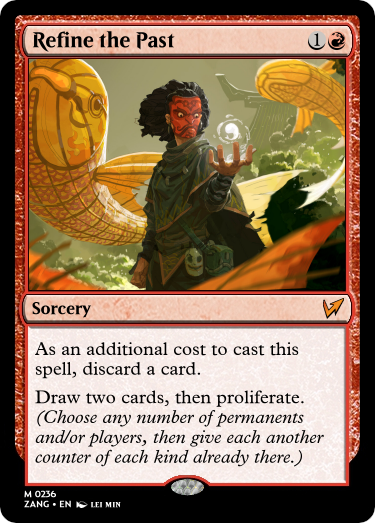 Refine the Past 1
Sorcery
As an additional cost to cast this
spell, discard a card.
Draw two cards, then proliferate.
(Choose any number of permanents
and/or players, then give each another
counter of each kind already there.)
M 0236
ZANG • EN LEI MIN